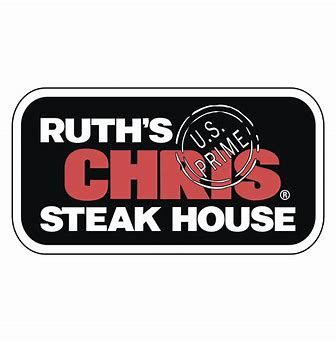 RUTH'S
U.S.
PRIME
CHRIS®
STEAK HOUSE